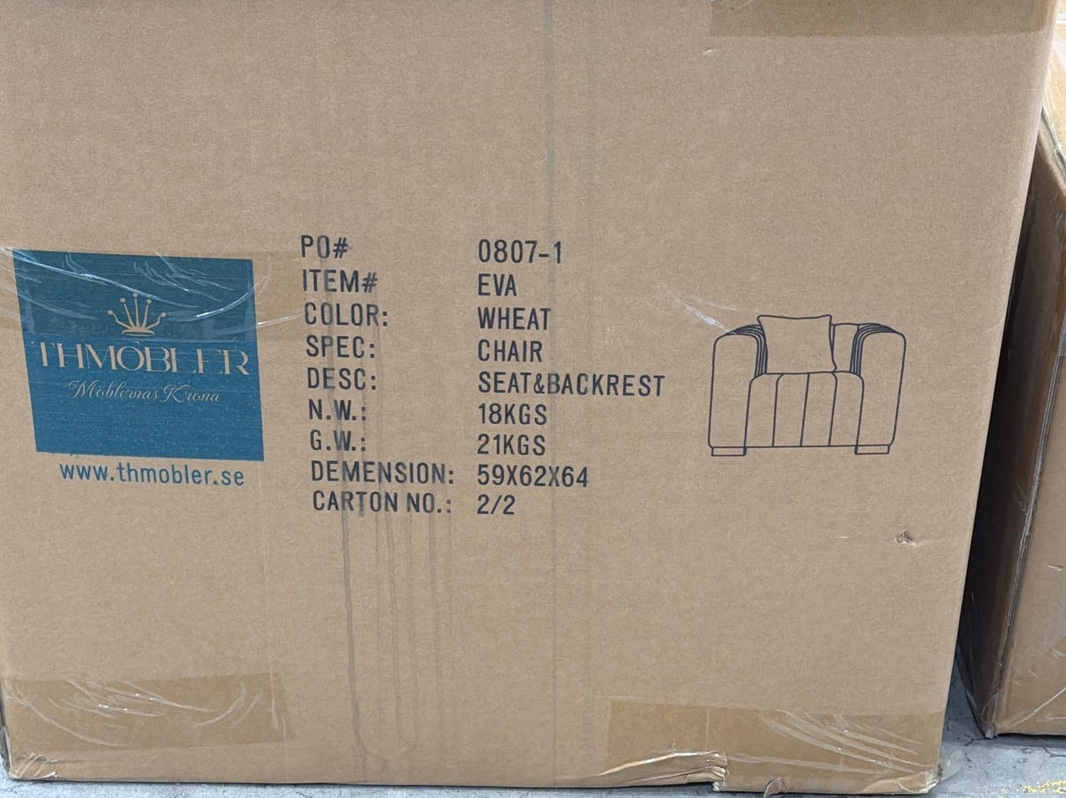 PO# 0807-1
ITEM# EVA
COLOR: WHEAT
SPEC: CHAIR
DESC: SEAT&BACKREST
N.W.: 18KGS
G.W.: 21KGS
DEMENSION: 59X62X64
CARTON NO.: 2/2
THMÖBLER
Möblernas Krona
www.thmobler.se